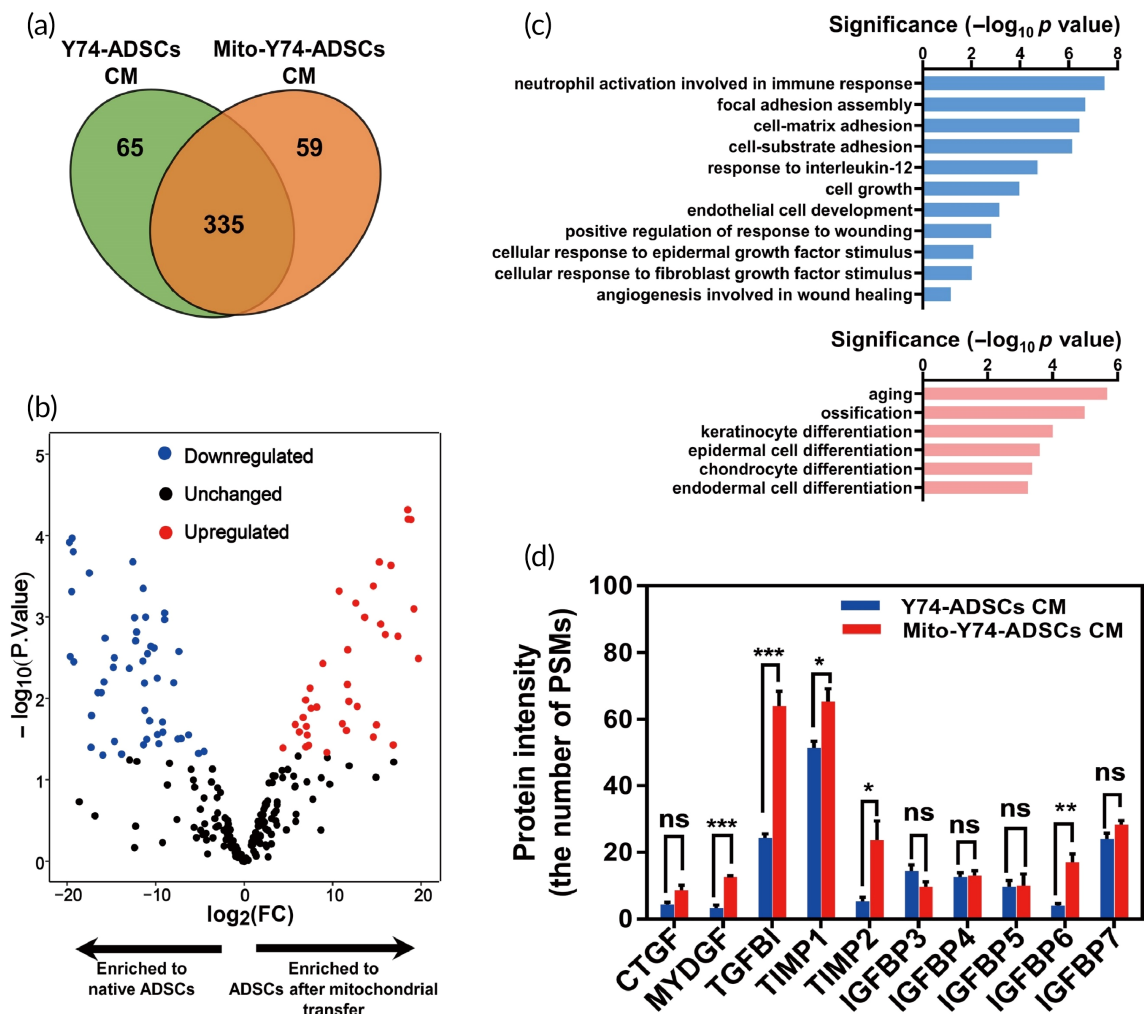 (a)
Y74-ADSCs
CM
Mito-Y74-ADSCs
CM
65
59
335
(b)
5
4
3
2
1
0
− log10(P.Value)
Downregulated
Unchanged
Upregulated
−20
−10
0
10
20
log2(FC)
Enriched to
native ADSCs
Enriched to
ADSCs after mitochondrial
transfer
(c)
Significance (−log10 p value)
0 2 4 6 8
neutrophil activation involved in immune response
focal adhesion assembly
cell-matrix adhesion
cell-substrate adhesion
response to interleukin-12
cell growth
endothelial cell development
positive regulation of response to wounding
cellular response to epidermal growth factor stimulus
cellular response to fibroblast growth factor stimulus
angiogenesis involved in wound healing
Significance (−log10 p value)
0 2 4 6
aging
ossification
keratinocyte differentiation
epidermal cell differentiation
chondrocyte differentiation
endodermal cell differentiation
(d)
Protein intensity
(the number of PSMs)
100
80
60
40
20
0
Y74-ADSCs CM
Mito-Y74-ADSCs CM
ns
***
***
*
*
ns
ns
ns
**
ns
CTGF
MYDGF
TGFBI
TIMP1
TIMP2
IGFBP3
IGFBP4
IGFBP5
IGFBP6
IGFBP7